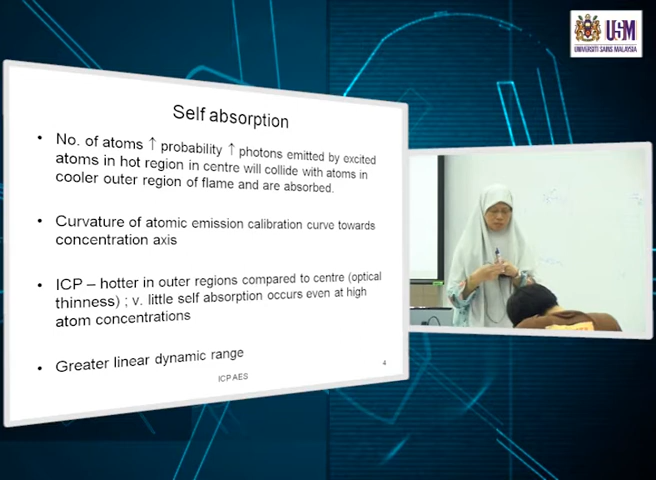 USM
UNIVERSITI SAINS MALAYSIA
Self absorption
• No. of atoms ↑ probability ↑ photons emitted by excited
atoms in hot region in centre will collide with atoms in
cooler outer region of flame and are absorbed.
• Curvature of atomic emission calibration curve towards
concentration axis
• ICP – hotter in outer regions compared to centre (optical
thinness) ; v. little self absorption occurs even at high
atom concentrations
• Greater linear dynamic range
4
ICPAES